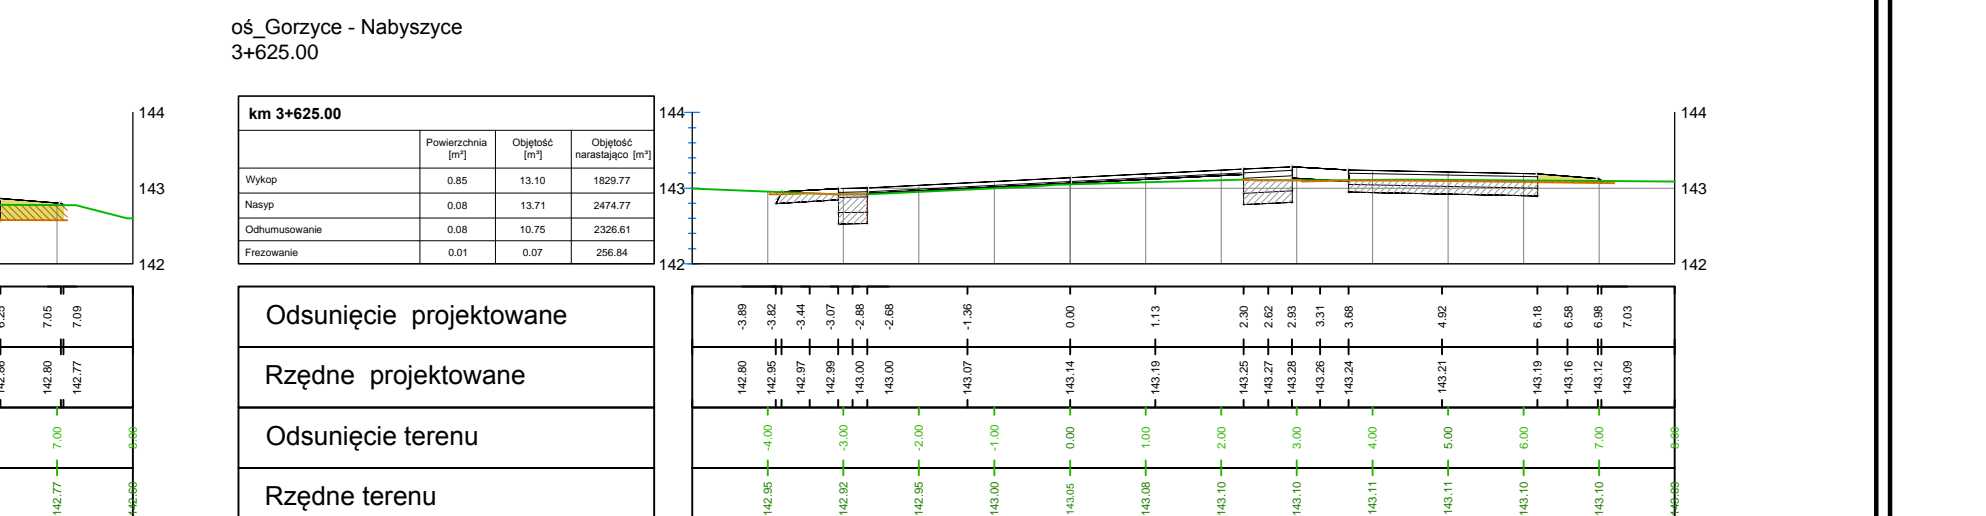 oś_Gorzyce - Nabyszyce
3+625.00
144
143
142
km 3+625.00
Powierzchnia [m²] Objętość [m³] Objętość narastająco [m³]
Wykop 0.85 13.10 1829.77
Nasyp 0.08 13.71 2474.77
Odhumusowanie 0.08 10.75 2326.61
Frezowanie 0.01 0.07 256.84
144
143
142
144
143
142
7.05 7.09
142.80 142.77
7.00
142.77
Odsunięcie projektowane -3.89 -3.82 -3.44 -3.07 -2.88 -2.68 -1.36 0.00 1.13 2.30 2.62 2.93 3.31 3.68 4.92 6.18 6.58 6.98 7.03
Rzędne projektowane 142.80 142.95 142.97 142.99 143.00 143.00 143.07 143.14 143.19 143.25 143.27 143.28 143.26 143.24 143.21 143.19 143.16 143.12 143.09
Odsunięcie terenu -4.00 -3.00 -2.00 -1.00 0.00 1.00 2.00 3.00 4.00 5.00 6.00 7.00 8.00
Rzędne terenu 142.95 142.92 142.95 143.00 143.05 143.08 143.10 143.10 143.11 143.11 143.10 143.10